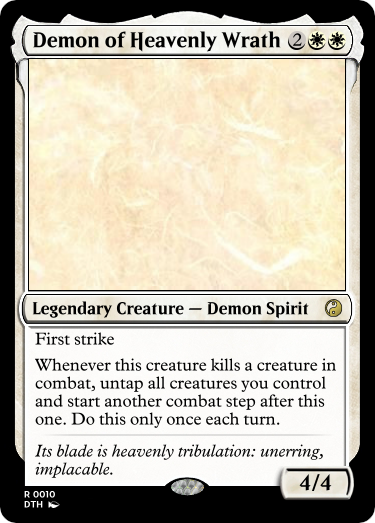 Demon of Heavenly Wrath 2
Legendary Creature — Demon Spirit
First strike
Whenever this creature kills a creature in
combat, untap all creatures you control
and start another combat step after this
one. Do this only once each turn.
Its blade is heavenly tribulation: unerring,
implacable.
4/4
R 0010
DTH